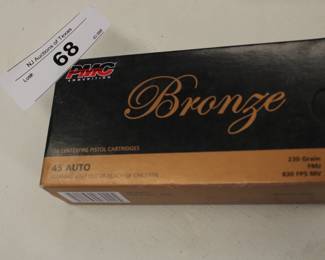 NJ Auctions of Texas
Lot#
68
PMC
AMMUNITION
Bronze
CENTERFIRE PISTOL CARTRIDGES
45 AUTO
230 Grain
FMJ
830 FPS MV